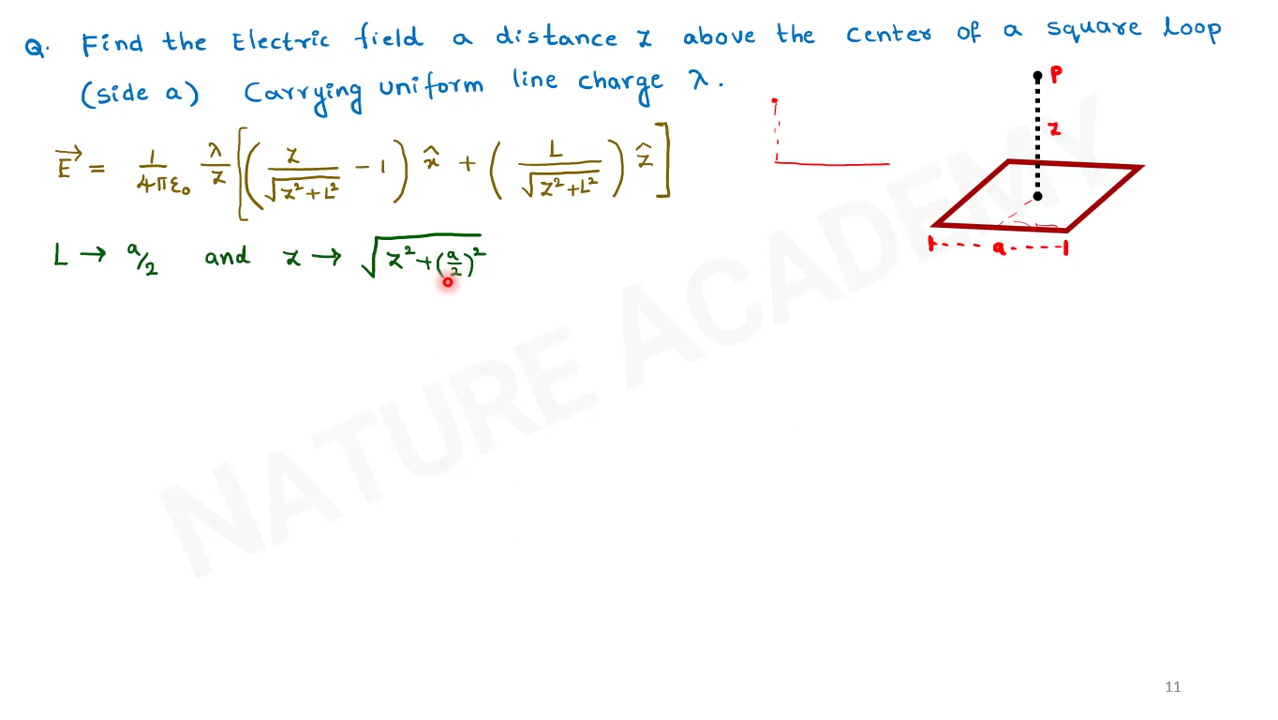 Q. Find the Electric field a distance z above the center of a square loop
(side a) Carrying uniform line charge λ.
E⃗ = 1/4πε₀ λ/z [ ( z/√(z²+L²) − 1 ) x̂ + ( L/√(z²+L²) ) ẑ ]
L → a/2 and z → √(z²+(a/2)²)
P
z
a
NATURE ACADEMY
11